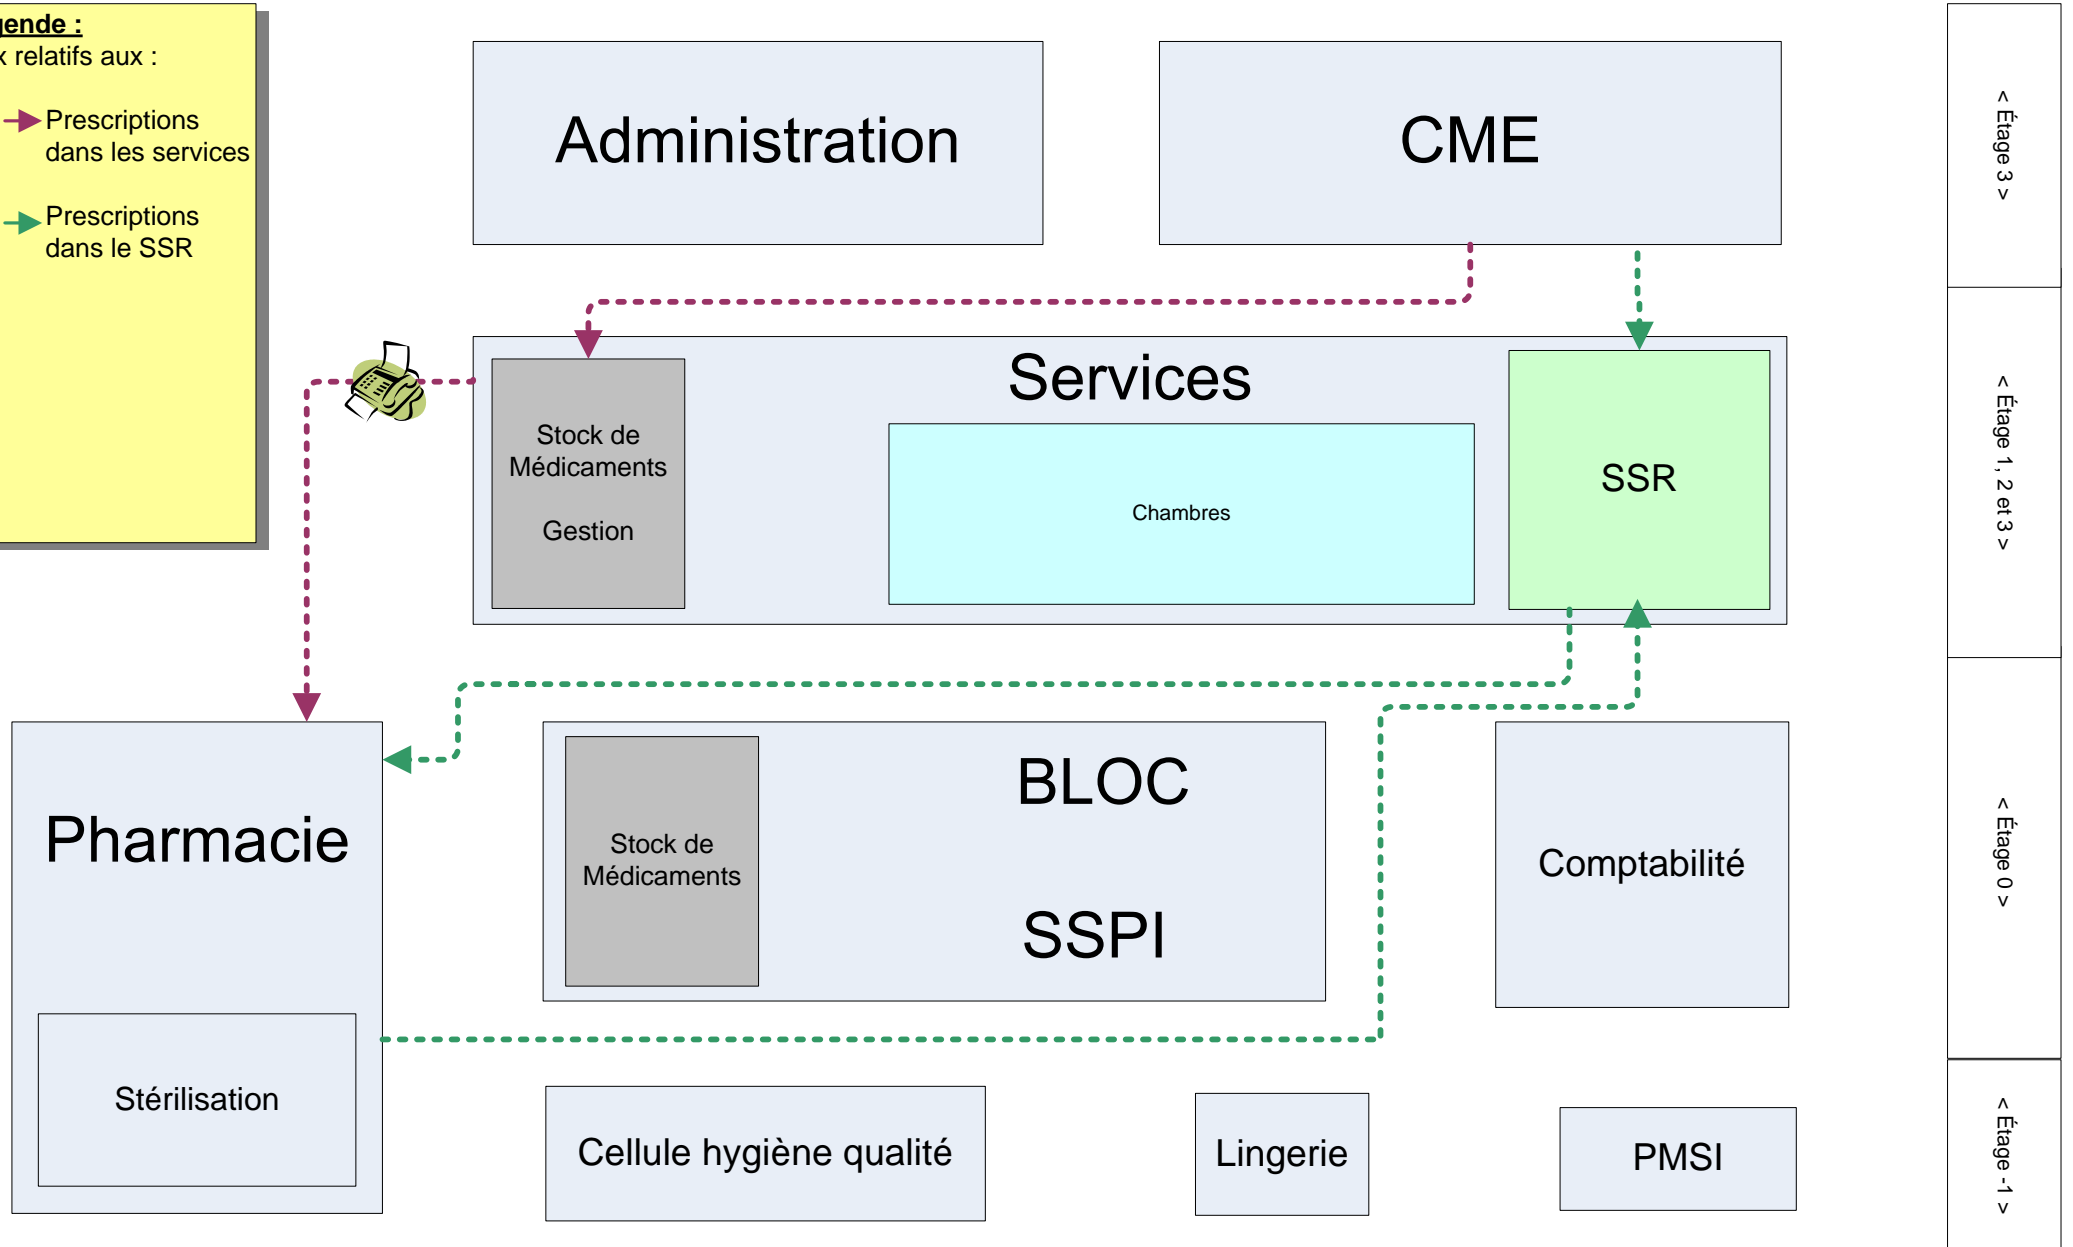 gende :
x relatifs aux :
Prescriptions
dans les services
Prescriptions
dans le SSR
Administration
CME
< Étage 3 >
Services
Stock de
Médicaments
Gestion
Chambres
SSR
< Étage 1, 2 et 3 >
Pharmacie
Stérilisation
BLOC
SSPI
Stock de
Médicaments
Comptabilité
< Étage 0 >
Cellule hygiène qualité
Lingerie
PMSI
< Étage -1 >